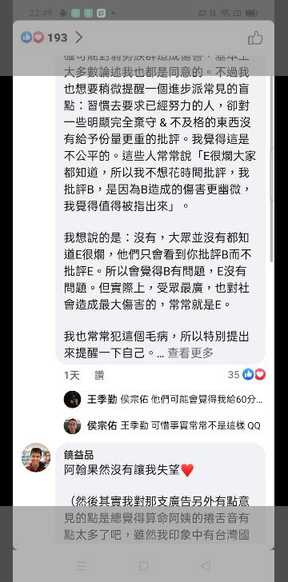 22:49
193
大多數論述我也都是同意的。不過我
也想要稍微提醒一個進步派常見的盲
點：習慣去要求已經努力的人，卻對
一些明顯完全棄守 & 不及格的東西沒
有給予份量更重的批評。我覺得這是
不公平的。這些人常常說「E很爛大家
都知道，所以我不想花時間批評，我
批評B，是因為B造成的傷害更幽微，
我覺得值得被指出來」。
我想說的是：沒有，大眾並沒有都知
道E很爛，他們只會看到你批評B而不
批評E。所以會覺得B有問題，E沒有
問題。但實際上，受眾最廣，也對社
會造成最大傷害的，常常就是E。
我也常常犯這個毛病，所以特別提出
來提醒一下自己。... 查看更多
1天 讚 35
王季勤 侯宗佑 他們可能會覺得我給60分...
侯宗佑 王季勤 可惜事實常常不是這樣 QQ
鏡益品
阿翰果然沒有讓我失望❤️
（然後其實我對那支廣告另外有點意
見的點是總覺得算命阿姨的捲舌音有
點太多了吧，雖然我印象中有台灣國